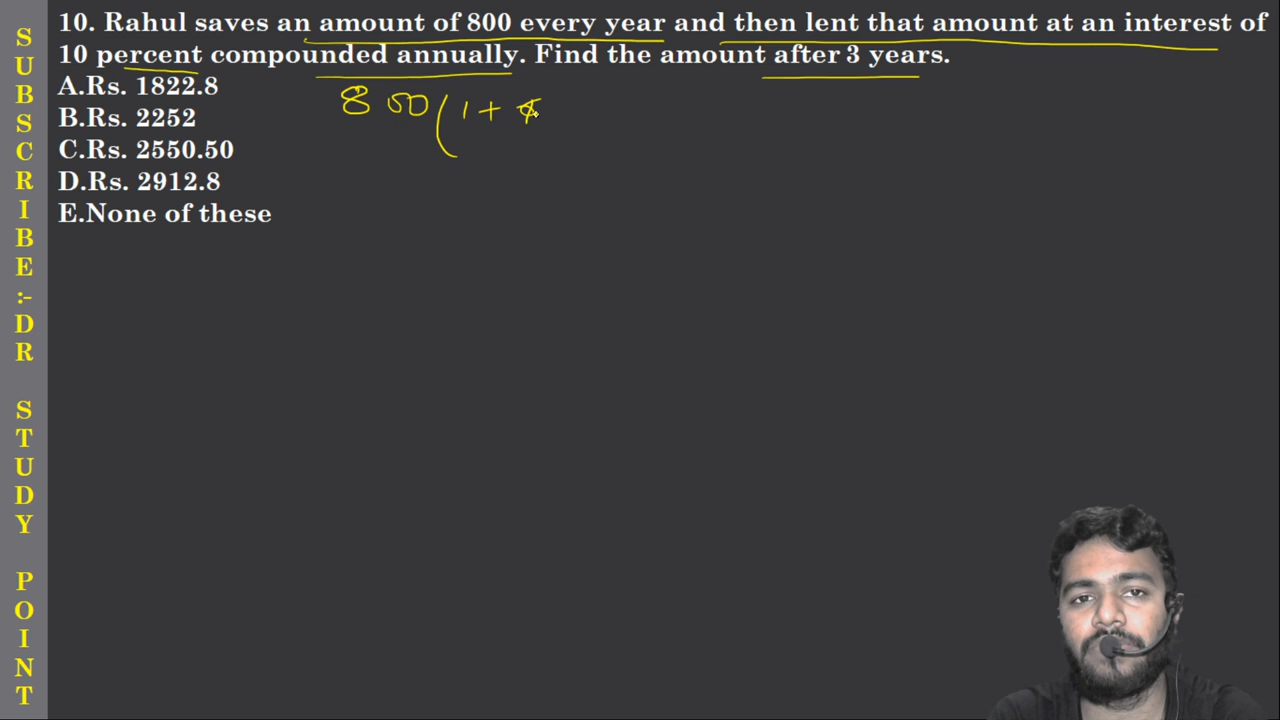 10. Rahul saves an amount of 800 every year and then lent that amount at an interest of
10 percent compounded annually. Find the amount after 3 years.
A.Rs. 1822.8
B.Rs. 2252
C.Rs. 2550.50
D.Rs. 2912.8
E.None of these
800(1+
SUBSCRIBE:-DR STUDY POINT